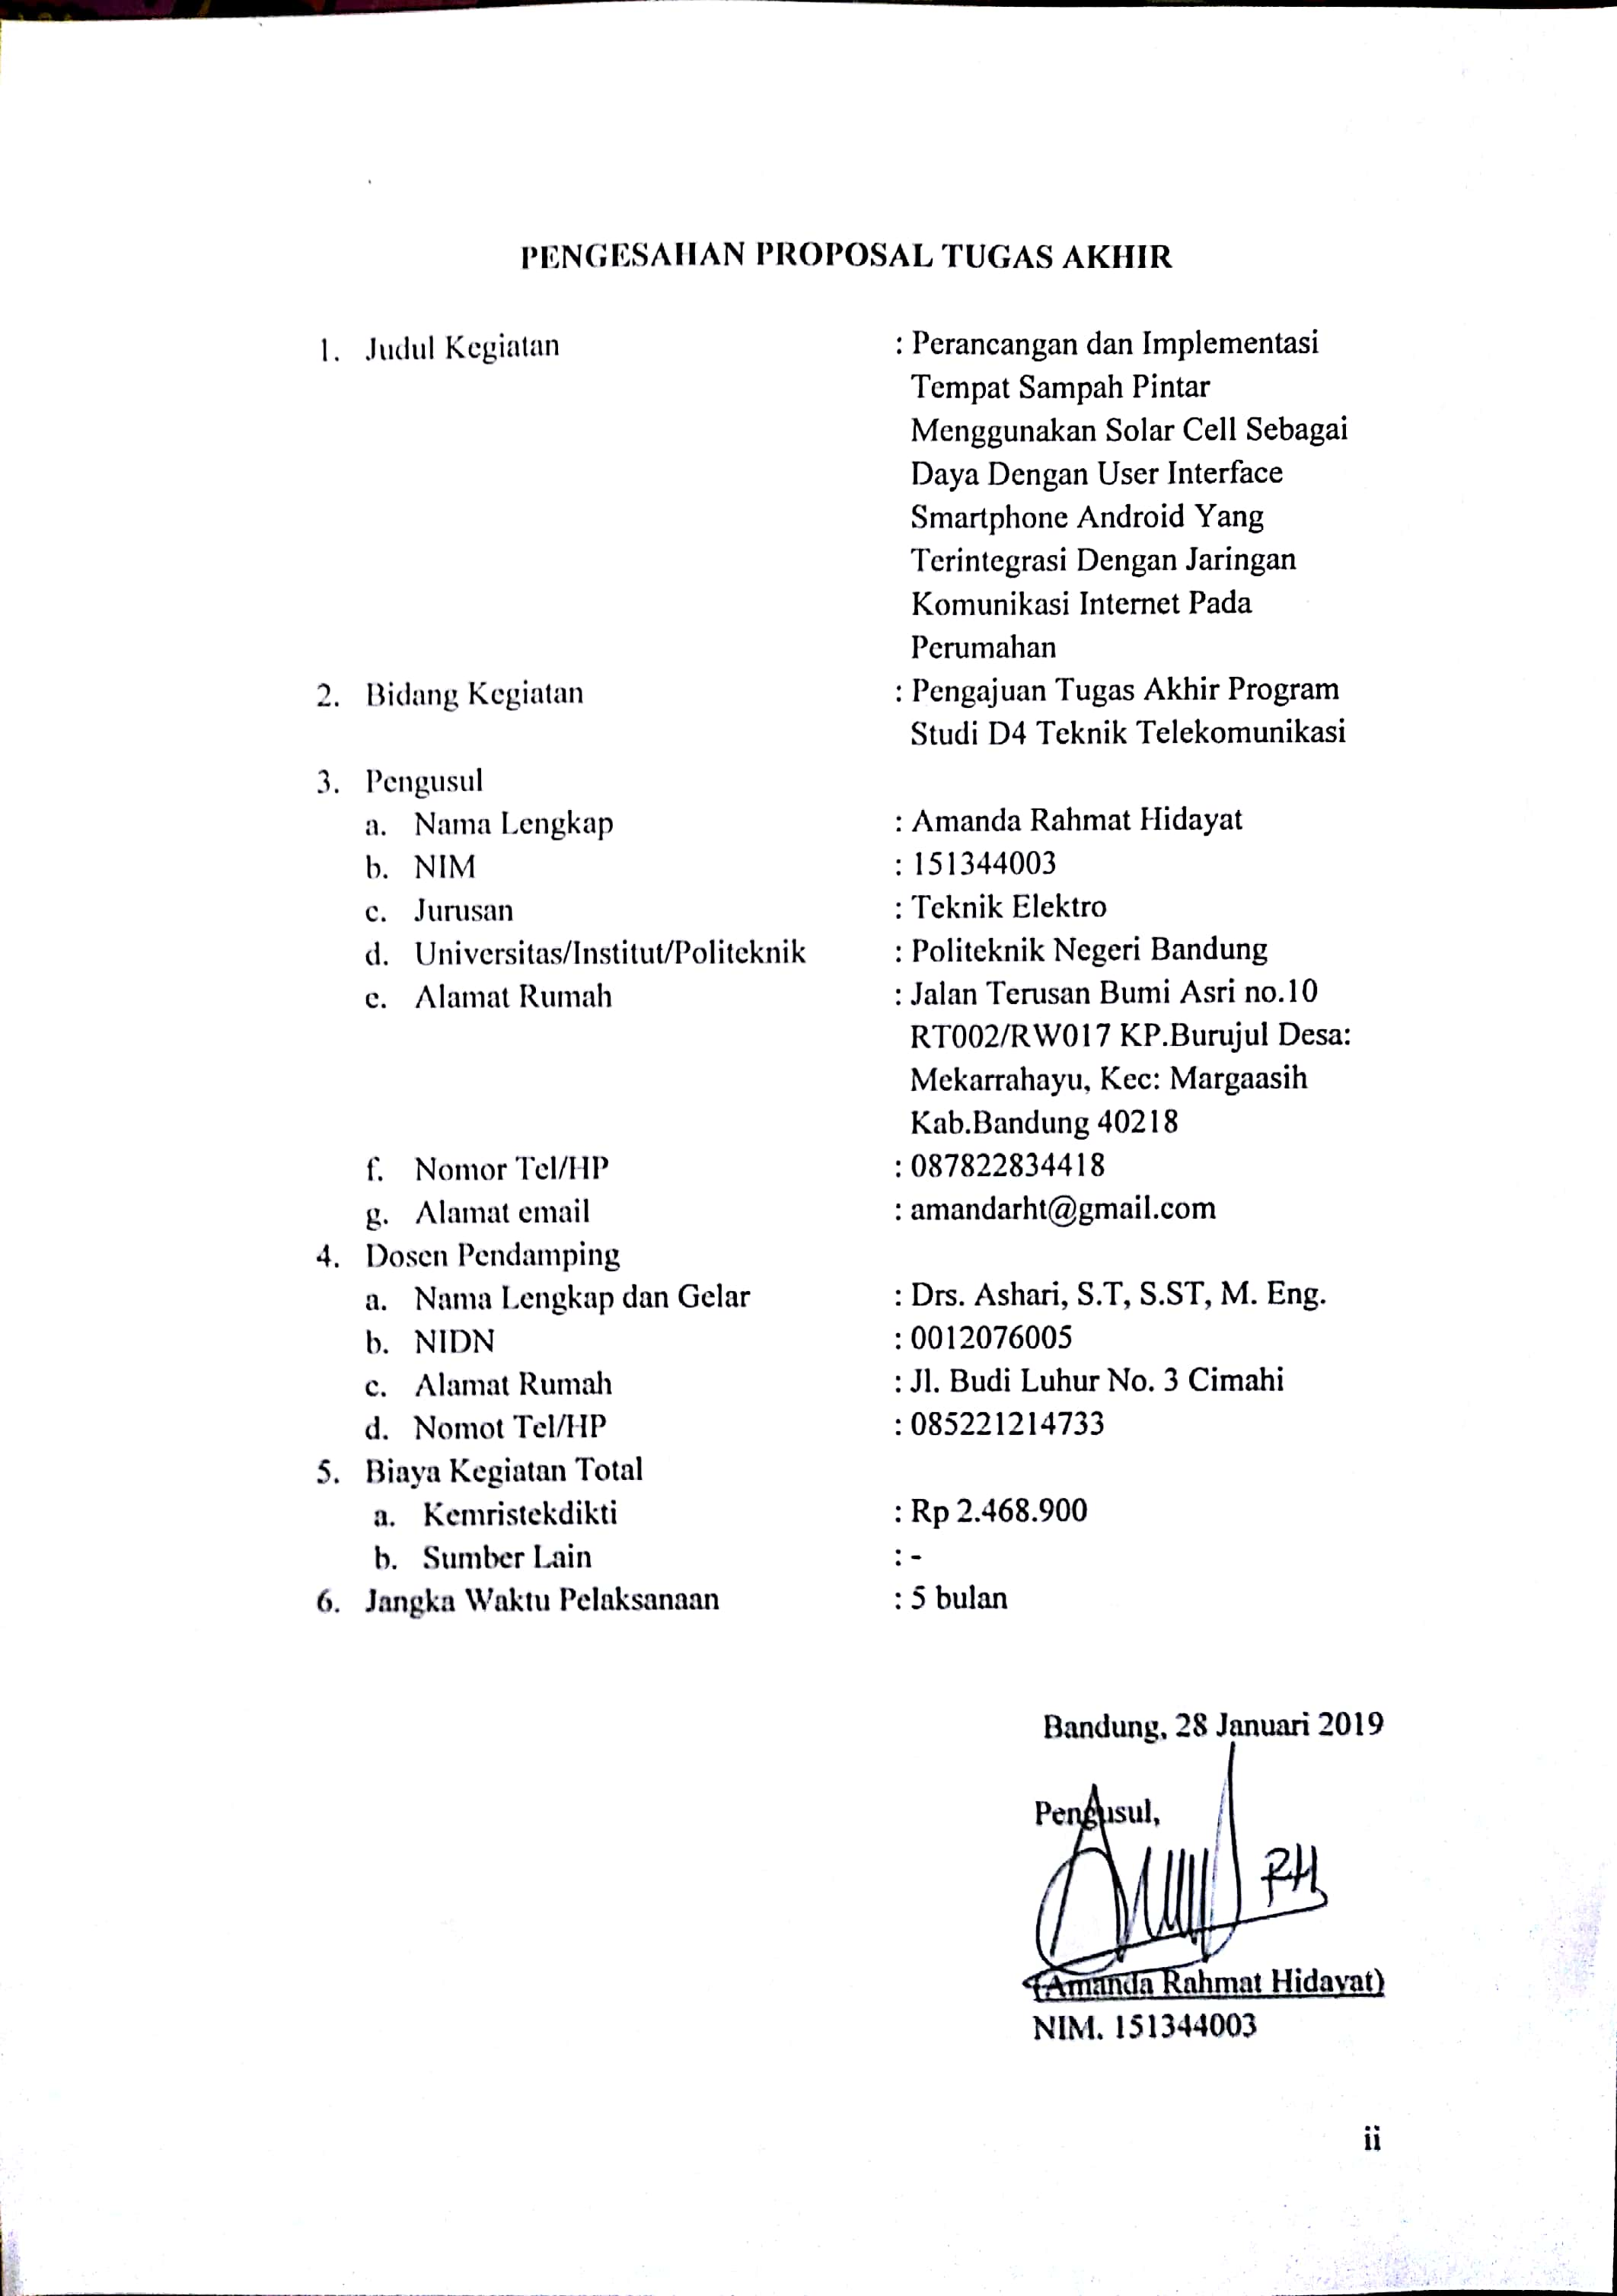 PENGESAHAN PROPOSAL TUGAS AKHIR
1. Judul Kegiatan : Perancangan dan Implementasi
Tempat Sampah Pintar
Menggunakan Solar Cell Sebagai
Daya Dengan User Interface
Smartphone Android Yang
Terintegrasi Dengan Jaringan
Komunikasi Internet Pada
Perumahan
2. Bidang Kegiatan : Pengajuan Tugas Akhir Program
Studi D4 Teknik Telekomunikasi
3. Pengusul
a. Nama Lengkap : Amanda Rahmat Hidayat
b. NIM : 151344003
c. Jurusan : Teknik Elektro
d. Universitas/Institut/Politeknik : Politeknik Negeri Bandung
e. Alamat Rumah : Jalan Terusan Bumi Asri no.10
RT002/RW017 KP.Burujul Desa:
Mekarrahayu, Kec: Margaasih
Kab.Bandung 40218
f. Nomor Tel/HP : 087822834418
g. Alamat email : amandarht@gmail.com
4. Dosen Pendamping
a. Nama Lengkap dan Gelar : Drs. Ashari, S.T, S.ST, M. Eng.
b. NIDN : 0012076005
c. Alamat Rumah : Jl. Budi Luhur No. 3 Cimahi
d. Nomot Tel/HP : 085221214733
5. Biaya Kegiatan Total
a. Kemristekdikti : Rp 2.468.900
b. Sumber Lain : -
6. Jangka Waktu Pelaksanaan : 5 bulan
Bandung, 28 Januari 2019
Pengusul,
RH
(Amanda Rahmat Hidayat)
NIM. 151344003
ii